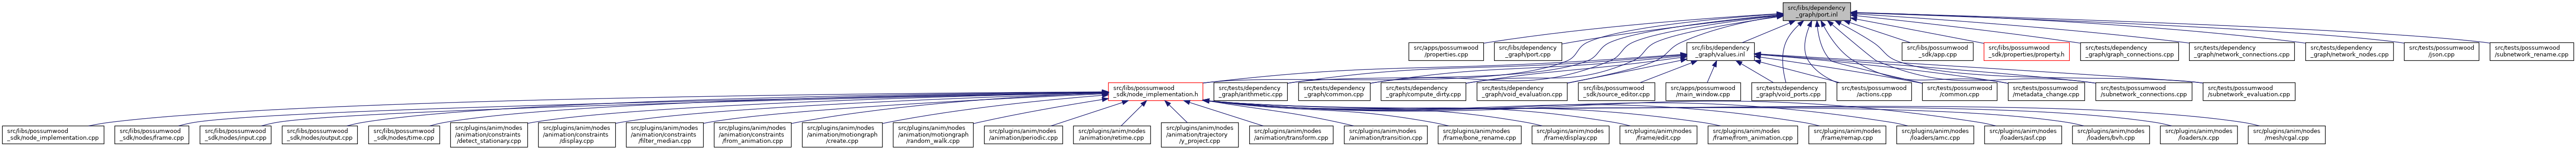 src/libs/dependency
_graph/port.inl
src/apps/possumwood
/properties.cpp
src/libs/dependency
_graph/port.cpp
src/libs/dependency
_graph/values.inl
src/libs/possumwood
_sdk/app.cpp
src/libs/possumwood
_sdk/properties/property.h
src/tests/dependency
_graph/graph_connections.cpp
src/tests/dependency
_graph/network_connections.cpp
src/tests/dependency
_graph/network_nodes.cpp
src/tests/possumwood
/json.cpp
src/tests/possumwood
/subnetwork_rename.cpp
src/libs/possumwood
_sdk/node_implementation.h
src/tests/dependency
_graph/arithmetic.cpp
src/tests/dependency
_graph/common.cpp
src/tests/dependency
_graph/compute_dirty.cpp
src/tests/dependency
_graph/void_evaluation.cpp
src/libs/possumwood
_sdk/source_editor.cpp
src/apps/possumwood
/main_window.cpp
src/tests/dependency
_graph/void_ports.cpp
src/tests/possumwood
/actions.cpp
src/tests/possumwood
/common.cpp
src/tests/possumwood
/metadata_change.cpp
src/tests/possumwood
/subnetwork_connections.cpp
src/tests/possumwood
/subnetwork_evaluation.cpp
src/libs/possumwood
_sdk/node_implementation.cpp
src/libs/possumwood
_sdk/nodes/frame.cpp
src/libs/possumwood
_sdk/nodes/input.cpp
src/libs/possumwood
_sdk/nodes/output.cpp
src/libs/possumwood
_sdk/nodes/time.cpp
src/plugins/anim/nodes
/animation/constraints
/detect_stationary.cpp
src/plugins/anim/nodes
/animation/constraints
/display.cpp
src/plugins/anim/nodes
/animation/constraints
/filter_median.cpp
src/plugins/anim/nodes
/animation/constraints
/from_animation.cpp
src/plugins/anim/nodes
/animation/motiongraph
/create.cpp
src/plugins/anim/nodes
/animation/motiongraph
/random_walk.cpp
src/plugins/anim/nodes
/animation/periodic.cpp
src/plugins/anim/nodes
/animation/retime.cpp
src/plugins/anim/nodes
/animation/trajectory
/y_project.cpp
src/plugins/anim/nodes
/animation/transform.cpp
src/plugins/anim/nodes
/animation/transition.cpp
src/plugins/anim/nodes
/frame/bone_rename.cpp
src/plugins/anim/nodes
/frame/display.cpp
src/plugins/anim/nodes
/frame/edit.cpp
src/plugins/anim/nodes
/frame/from_animation.cpp
src/plugins/anim/nodes
/frame/remap.cpp
src/plugins/anim/nodes
/loaders/amc.cpp
src/plugins/anim/nodes
/loaders/asf.cpp
src/plugins/anim/nodes
/loaders/bvh.cpp
src/plugins/anim/nodes
/loaders/x.cpp
src/plugins/anim/nodes
/mesh/cgal.cpp